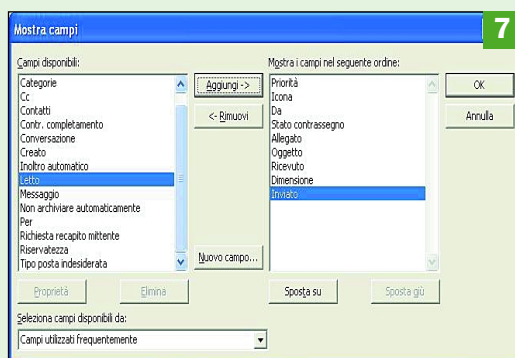 Mostra campi
7
Campi disponibili:
Categorie
Cc
Contatti
Contr. completamento
Conversazione
Creato
Inoltro automatico
Letto
Messaggio
Non archiviare automaticamente
Per
Richiesta recapito mittente
Riservatezza
Tipo posta indesiderata
Aggiungi ->
<- Rimuovi
Nuovo campo...
Mostra i campi nel seguente ordine:
Priorità
Icona
Da
Stato contrassegno
Allegato
Oggetto
Ricevuto
Dimensione
Inviato
OK
Annulla
Proprietà
Elimina
Sposta su
Sposta giù
Seleziona campi disponibili da:
Campi utilizzati frequentemente